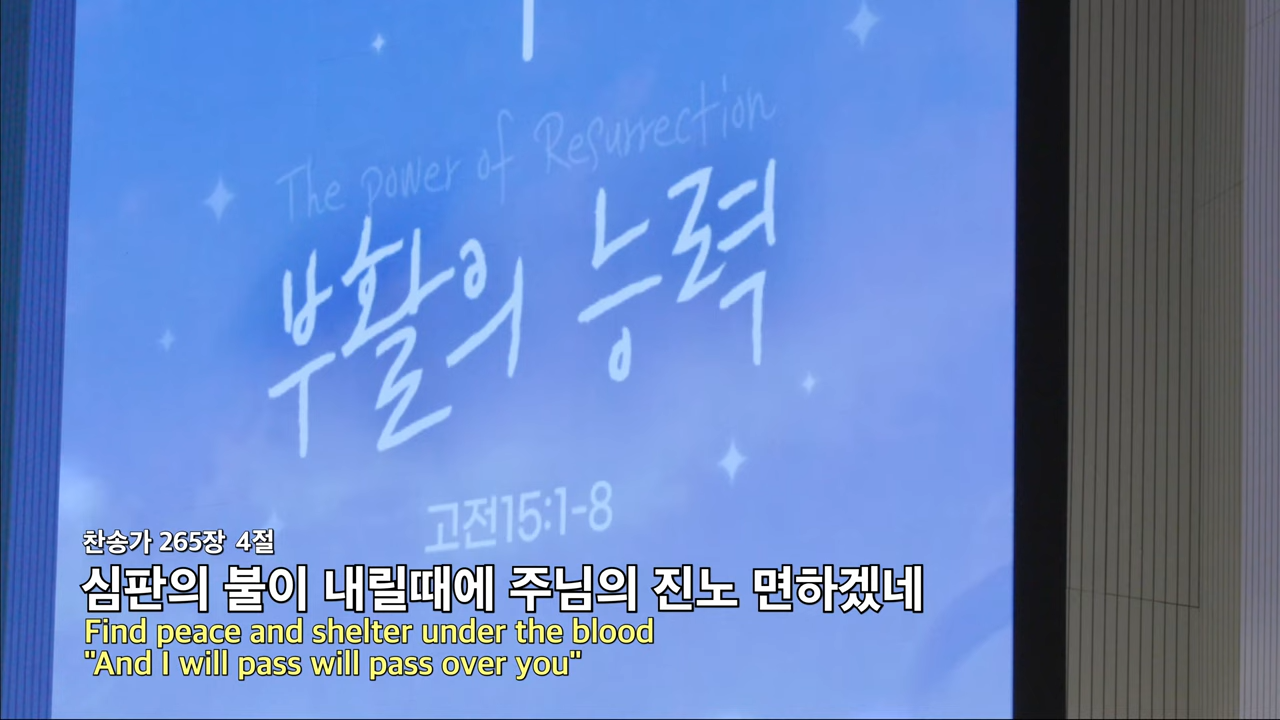 The power of Resurrection
부활의 능력
고전15:1-8
찬송가 265장 4절
심판의 불이 내릴때에 주님의 진노 면하겠네
Find peace and shelter under the blood
"And I will pass will pass over you"